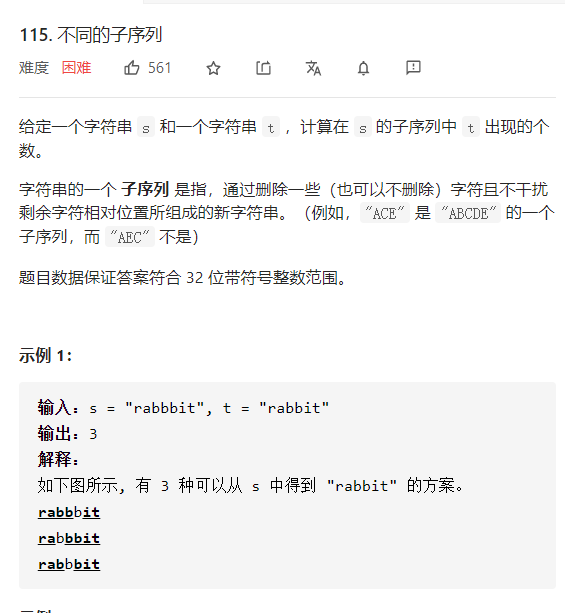 115. 不同的子序列
难度 困难 561
给定一个字符串 s 和一个字符串 t ，计算在 s 的子序列中 t 出现的个
数。
字符串的一个 子序列 是指，通过删除一些（也可以不删除）字符且不干扰
剩余字符相对位置所组成的新字符串。（例如，"ACE" 是 "ABCDE" 的一个
子序列，而 "AEC" 不是）
题目数据保证答案符合 32 位带符号整数范围。
示例 1：
输入：s = "rabbbit", t = "rabbit"
输出：3
解释：
如下图所示, 有 3 种可以从 s 中得到 "rabbit" 的方案。
rabbbit
rabbbit
rabbbit